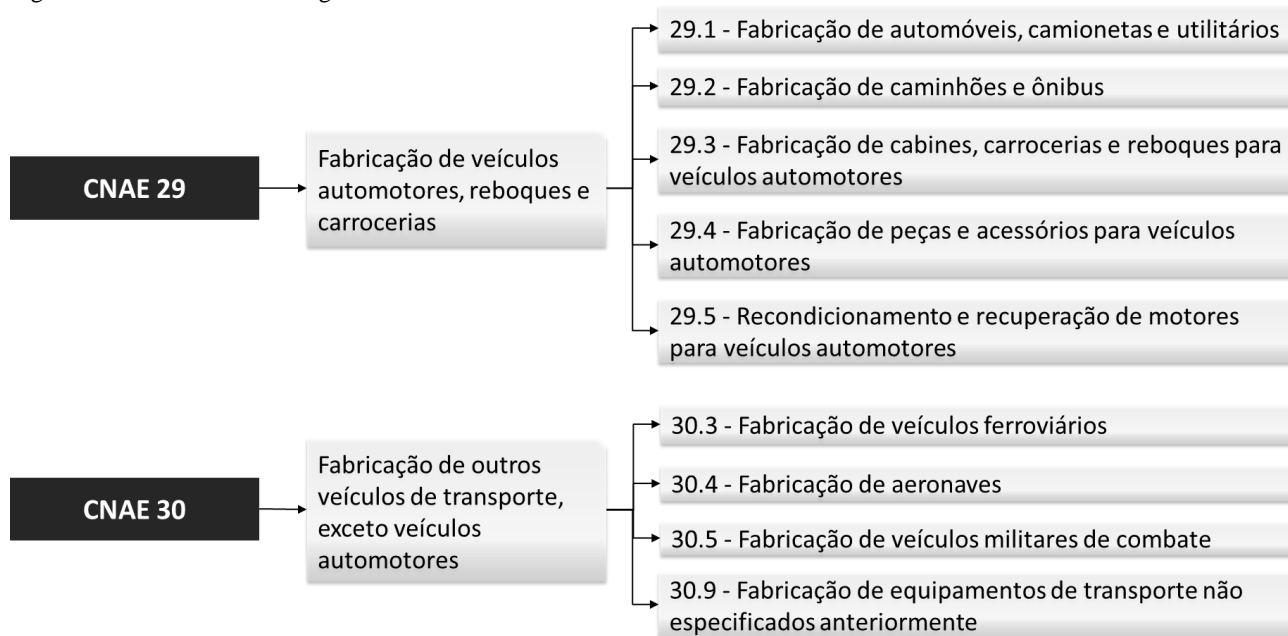 29.1 - Fabricação de automóveis, camionetas e utilitários
29.2 - Fabricação de caminhões e ônibus
29.3 - Fabricação de cabines, carrocerias e reboques para
veículos automotores
29.4 - Fabricação de peças e acessórios para veículos
automotores
29.5 - Recondicionamento e recuperação de motores
para veículos automotores
CNAE 29
Fabricação de veículos
automotores, reboques e
carrocerias
30.3 - Fabricação de veículos ferroviários
30.4 - Fabricação de aeronaves
30.5 - Fabricação de veículos militares de combate
30.9 - Fabricação de equipamentos de transporte não
especificados anteriormente
CNAE 30
Fabricação de outros
veículos de transporte,
exceto veículos
automotores